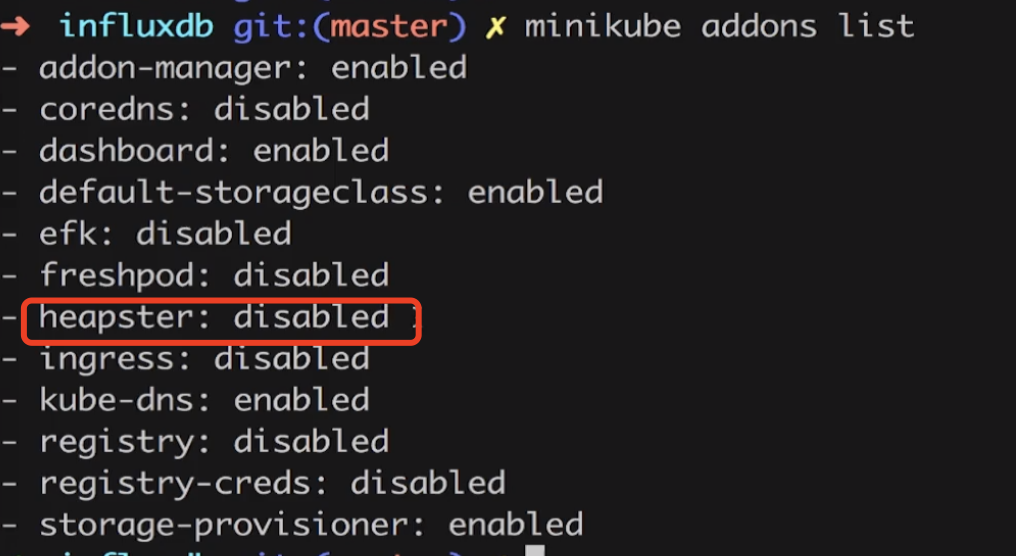 ➜ influxdb git:(master) ✗ minikube addons list
- addon-manager: enabled
- coredns: disabled
- dashboard: enabled
- default-storageclass: enabled
- efk: disabled
- freshpod: disabled
- heapster: disabled
- ingress: disabled
- kube-dns: enabled
- registry: disabled
- registry-creds: disabled
- storage-provisioner: enabled